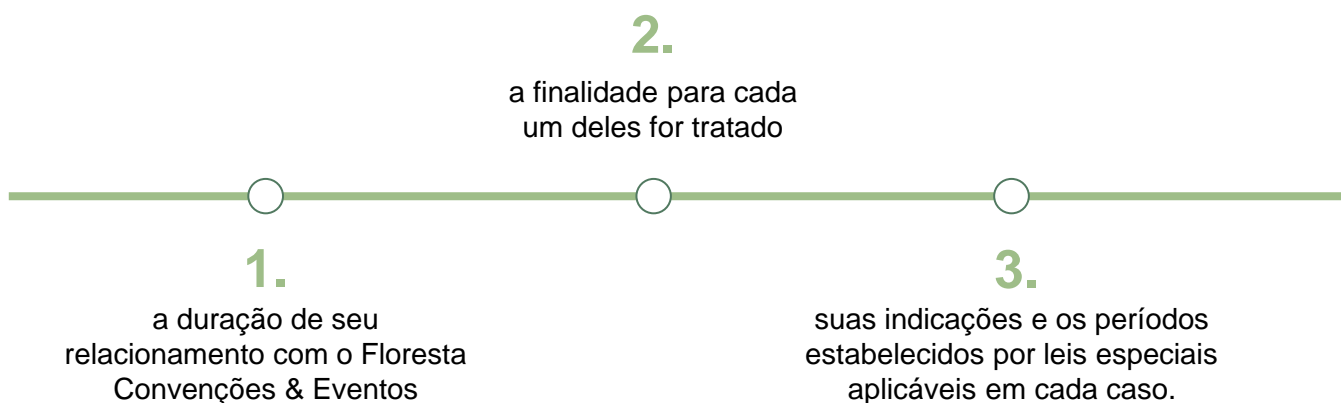 1.
a duração de seu
relacionamento com o Floresta
Convenções & Eventos
2.
a finalidade para cada
um deles for tratado
3.
suas indicações e os períodos
estabelecidos por leis especiais
aplicáveis em cada caso.